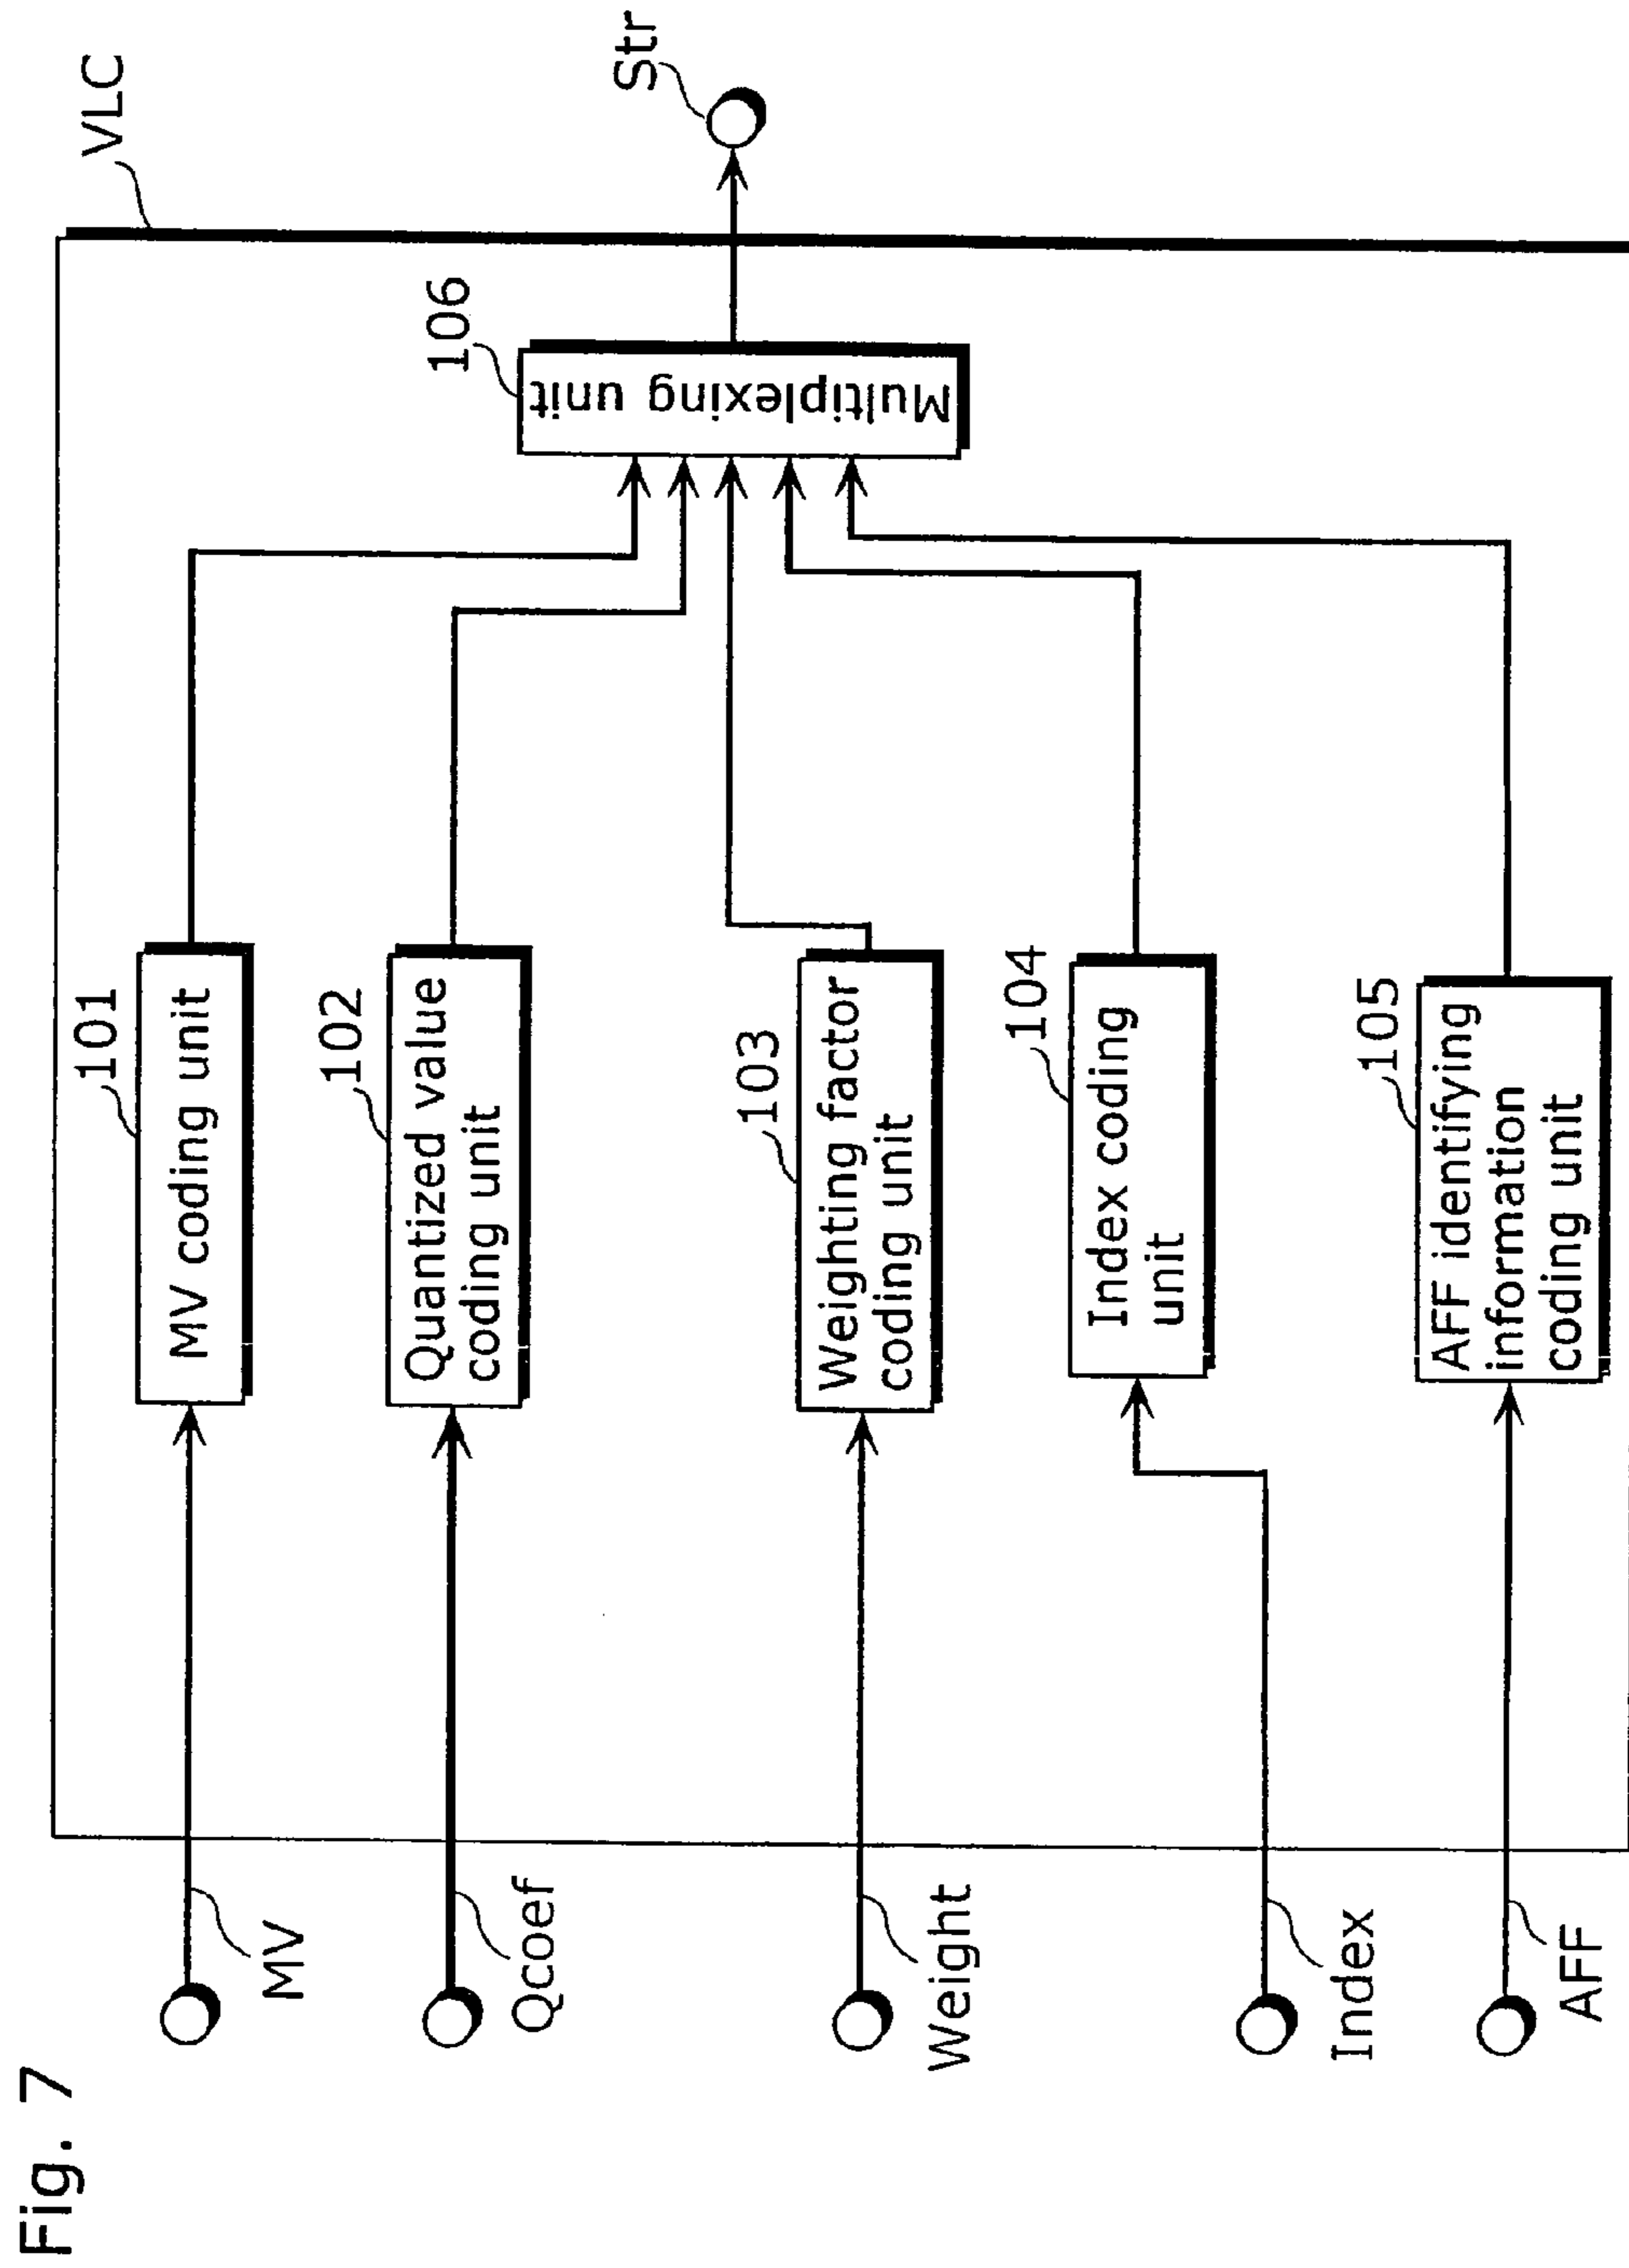 Fig. 7
VLC
MV
101
MV coding unit
Qcoef
102
Quantized value
coding unit
Weight
103
Weighting factor
coding unit
Index
104
Index coding
unit
AFF
105
AFF identifying
information
coding unit
106
Multiplexing unit
Str